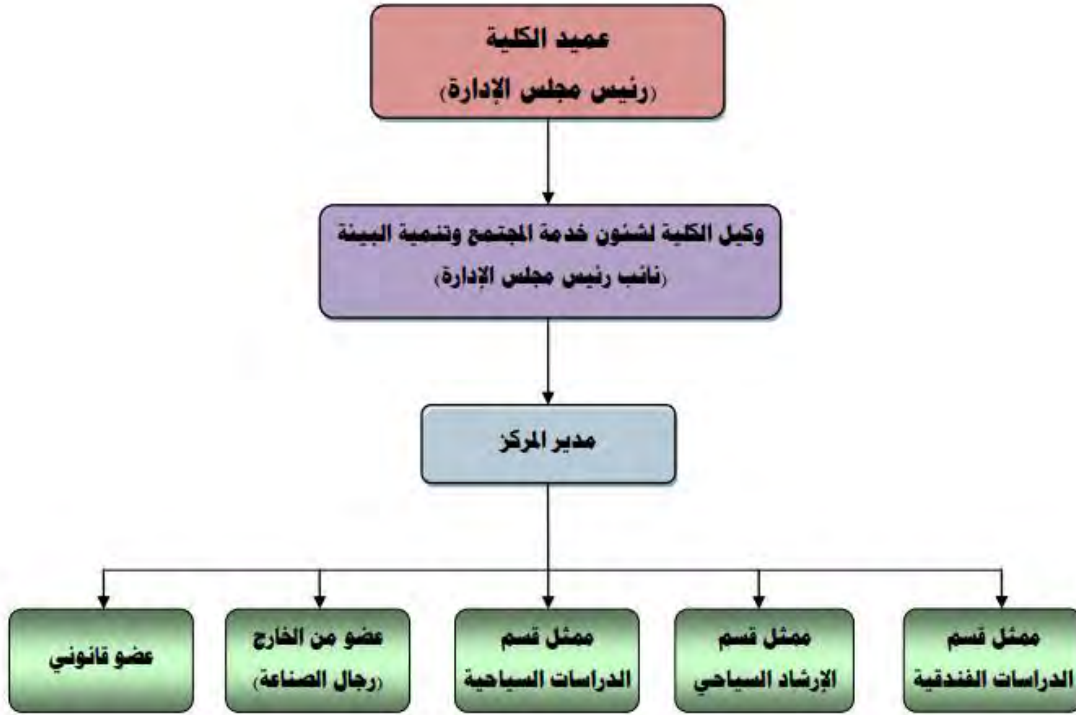 عميد الكلية
(رئيس مجلس الإدارة)
وكيل الكلية لشئون خدمة المجتمع وتنمية البيئة
(نائب رئيس مجلس الإدارة)
مدير المركز
ممثل قسم
الدراسات الفندقية
ممثل قسم
الإرشاد السياحي
ممثل قسم
الدراسات السياحية
عضو من الخارج
(رجال الصناعة)
عضو قانوني